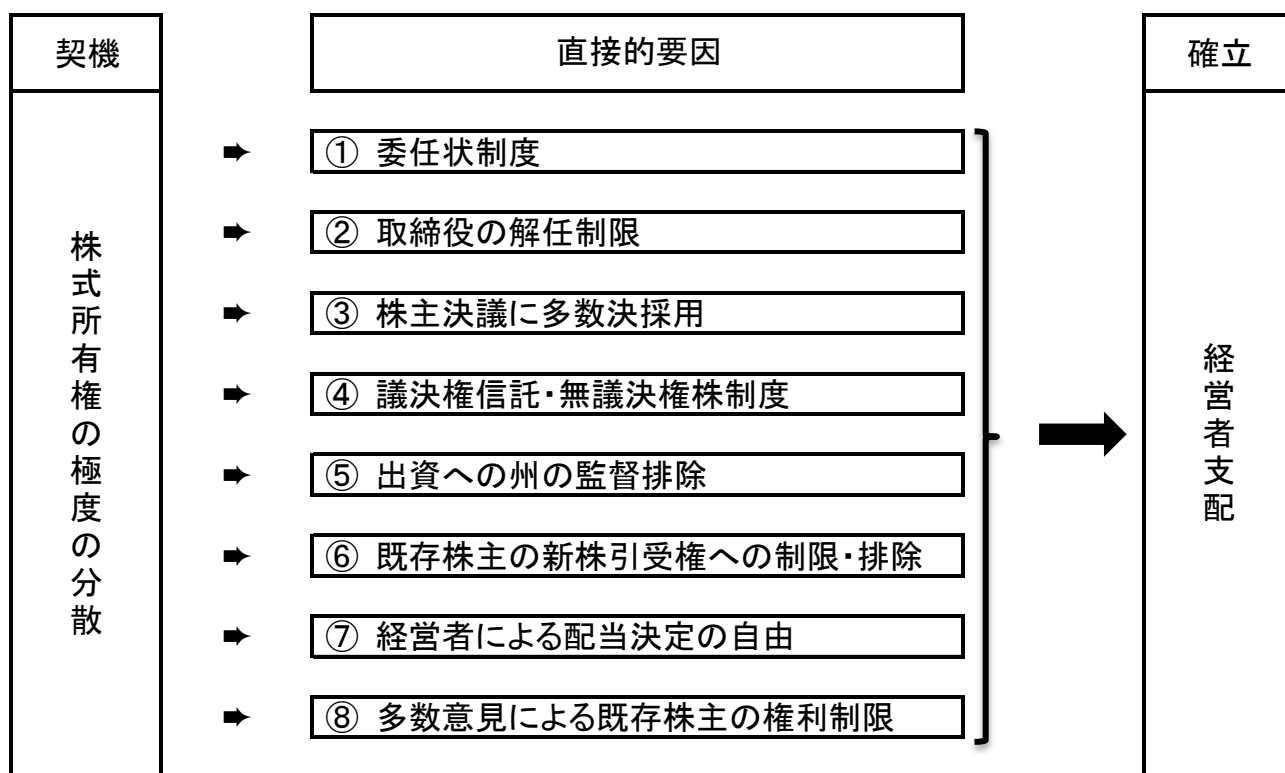 契機
直接的要因
確立
株式所有権の極度の分散
① 委任状制度
② 取締役の解任制限
③ 株主決議に多数決採用
④ 議決権信託・無議決権株制度
⑤ 出資への州の監督排除
⑥ 既存株主の新株引受権への制限・排除
⑦ 経営者による配当決定の自由
⑧ 多数意見による既存株主の権利制限
経営者支配